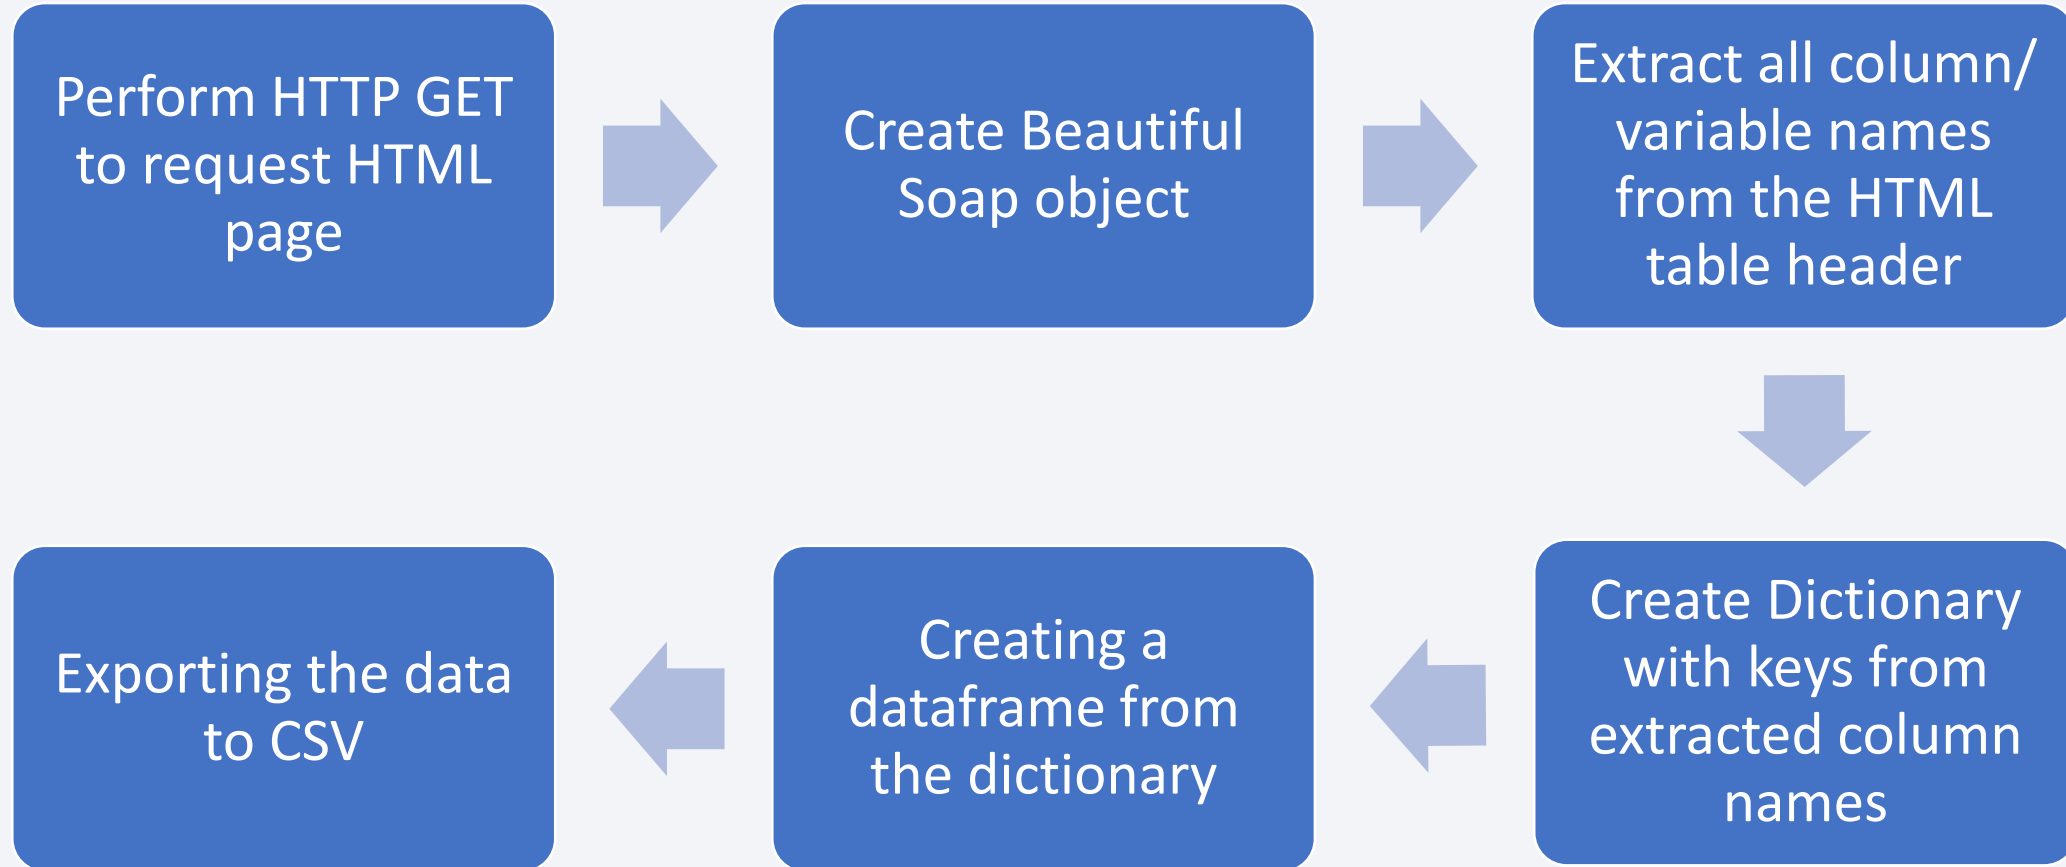 Perform HTTP GET
to request HTML
page
Create Beautiful
Soap object
Extract all column/
variable names
from the HTML
table header
Create Dictionary
with keys from
extracted column
names
Creating a
dataframe from
the dictionary
Exporting the data
to CSV